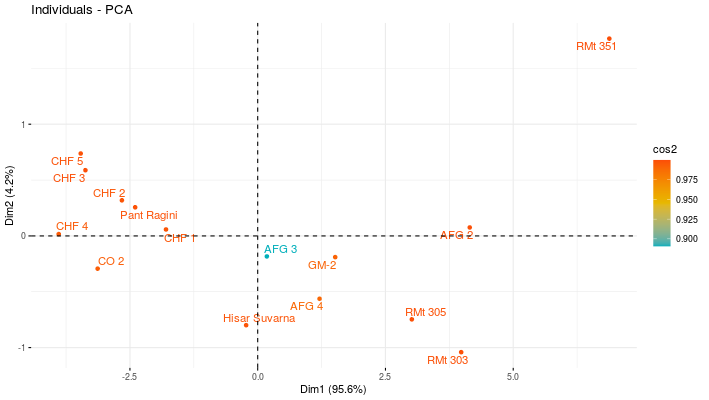 Individuals - PCA
RMt 351
1
CHF 5
CHF 3
CHF 2
Pant Ragini
CHF 4
CHF 1
AFG 2
0
AFG 3
CO 2
GM-2
AFG 4
Hisar Suvarna
RMt 305
-1
RMt 303
-2.5
0.0
2.5
5.0
Dim1 (95.6%)
Dim2 (4.2%)
cos2
0.975
0.950
0.925
0.900